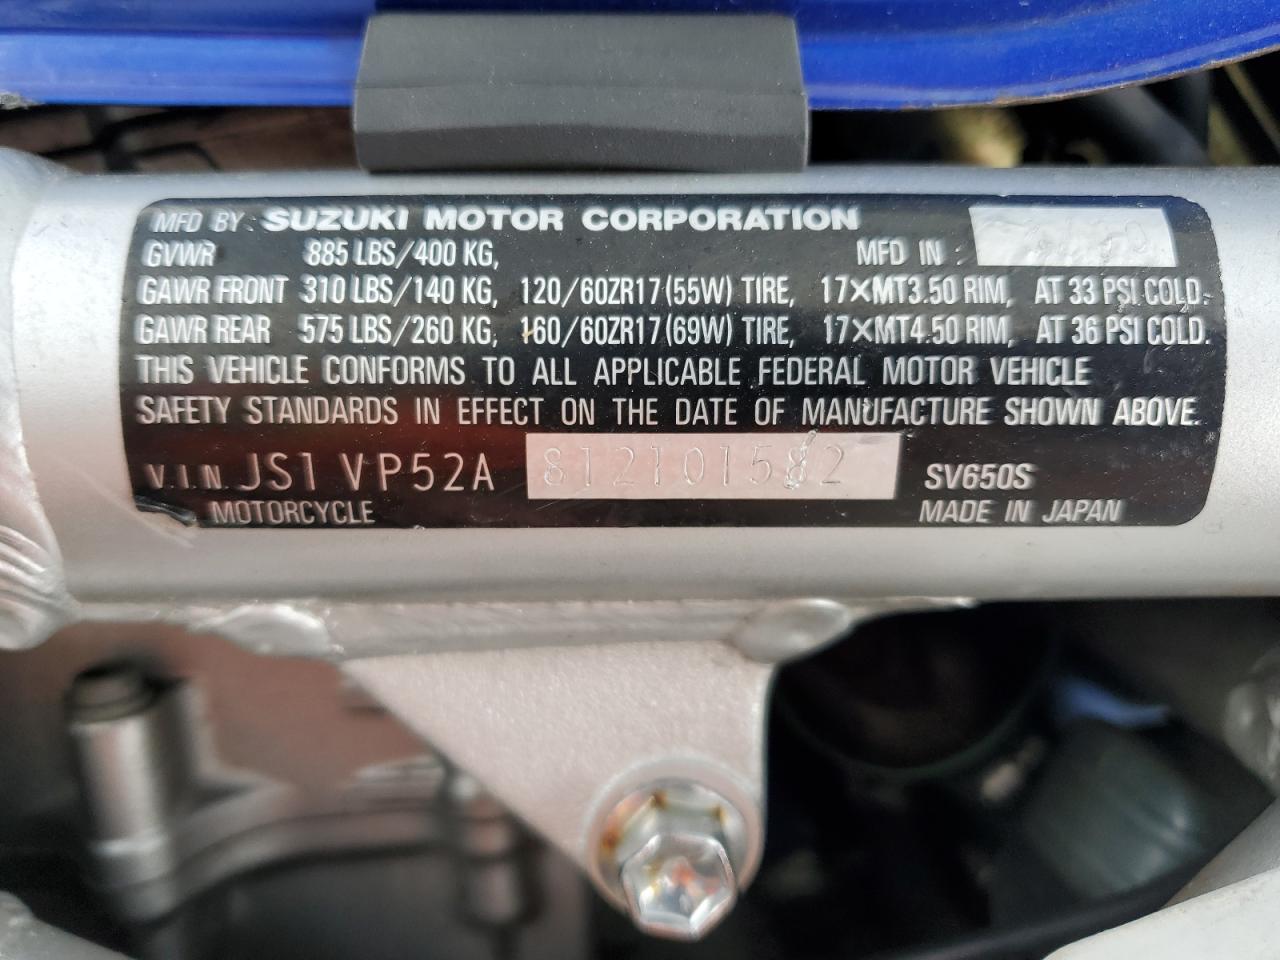 MFD BY SUZUKI MOTOR CORPORATION
GVWR 885 LBS/400 KG, MFD IN
GAWR FRONT 310 LBS/140 KG, 120/60ZR17(55W) TIRE, 17×MT3.50 RIM, AT 33 PSI COLD.
GAWR REAR 575 LBS/260 KG, 160/60ZR17(69W) TIRE, 17×MT4.50 RIM, AT 36 PSI COLD.
THIS VEHICLE CONFORMS TO ALL APPLICABLE FEDERAL MOTOR VEHICLE
SAFETY STANDARDS IN EFFECT ON THE DATE OF MANUFACTURE SHOWN ABOVE.
V.I.N. JS1VP52A 812101582 SV650S
MOTORCYCLE MADE IN JAPAN